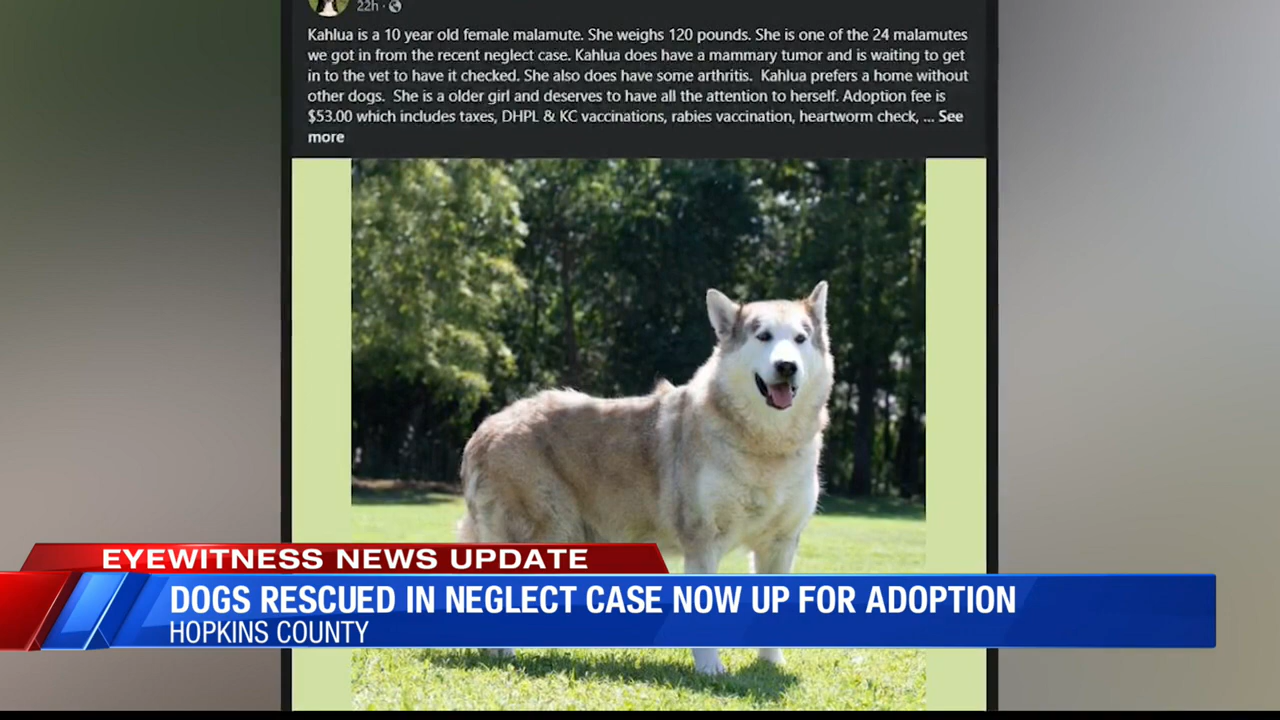 22h ·
Kahlua is a 10 year old female malamute. She weighs 120 pounds. She is one of the 24 malamutes
we got in from the recent neglect case. Kahlua does have a mammary tumor and is waiting to get
in to the vet to have it checked. She also does have some arthritis. Kahlua prefers a home without
other dogs. She is a older girl and deserves to have all the attention to herself. Adoption fee is
$53.00 which includes taxes, DHPL & KC vaccinations, rabies vaccination, heartworm check, ... See
more
EYEWITNESS NEWS UPDATE
DOGS RESCUED IN NEGLECT CASE NOW UP FOR ADOPTION
HOPKINS COUNTY